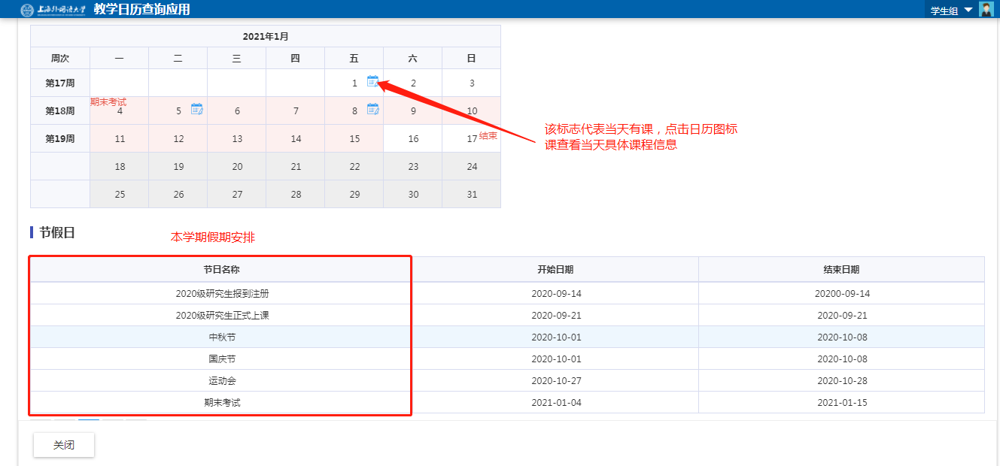 上海外国语大学 教学日历查询应用 学生组
2021年1月
周次 一 二 三 四 五 六 日
第17周 1 2 3
期末考试
第18周 4 5 6 7 8 9 10
第19周 11 12 13 14 15 16 17 结束
18 19 20 21 22 23 24
25 26 27 28 29 30 31
该标志代表当天有课，点击日历图标
课查看当天具体课程信息
节假日
本学期假期安排
节日名称 开始日期 结束日期
2020级研究生报到注册 2020-09-14 20200-09-14
2020级研究生正式上课 2020-09-21 2020-09-21
中秋节 2020-10-01 2020-10-08
国庆节 2020-10-01 2020-10-08
运动会 2020-10-27 2020-10-28
期末考试 2021-01-04 2021-01-15
关闭